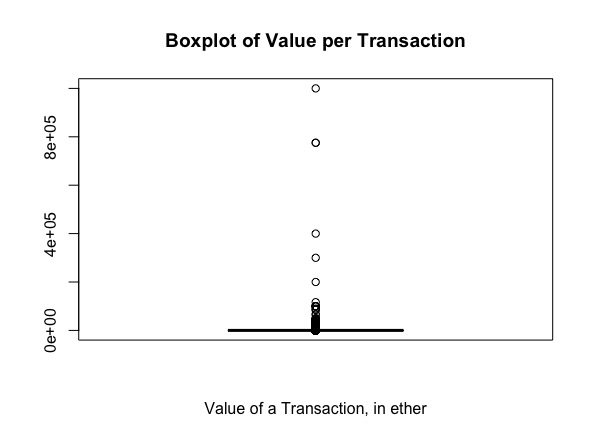 Boxplot of Value per Transaction
8e+05
4e+05
0e+00
Value of a Transaction, in ether